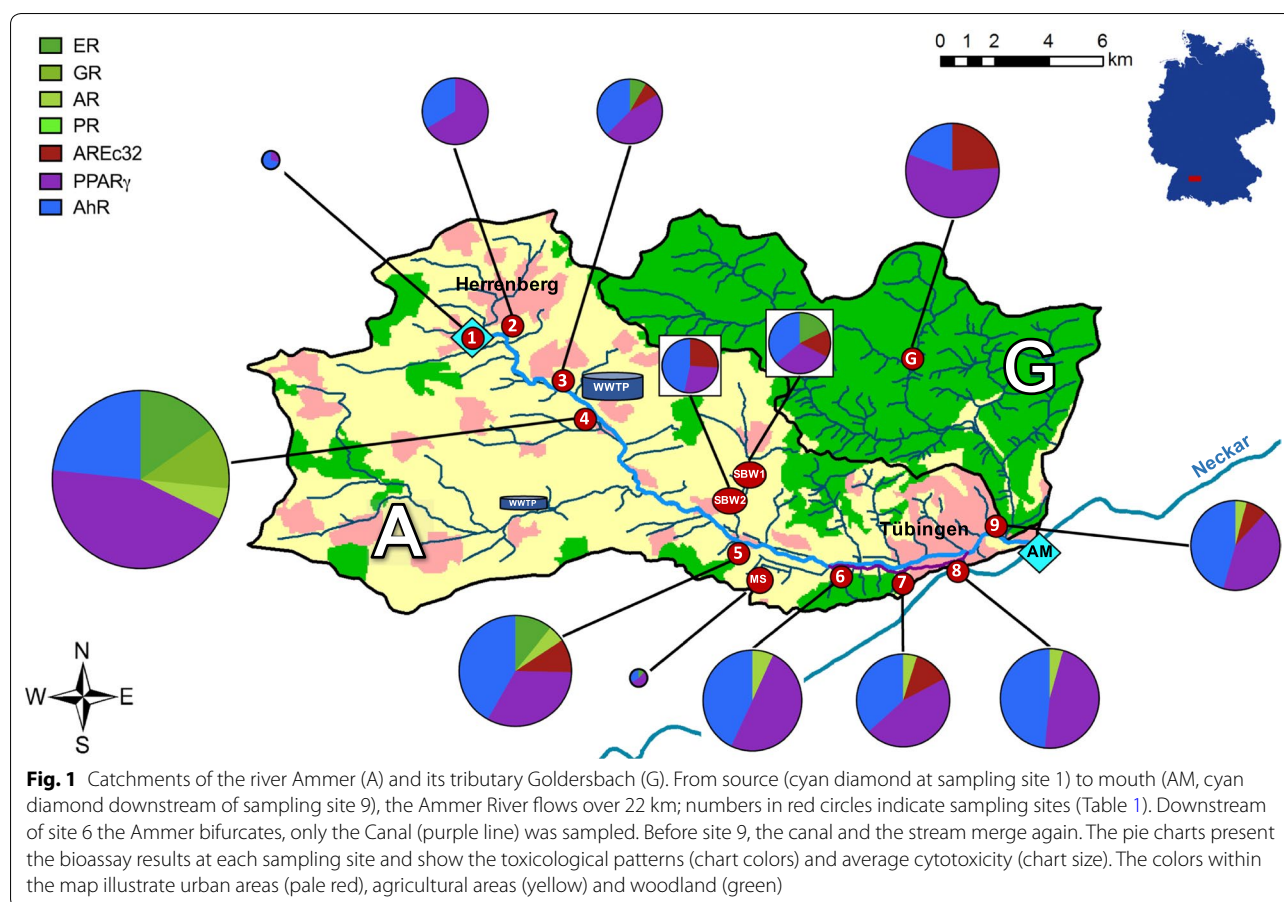 ER
GR
AR
PR
AREc32
PPARγ
AhR
0 1 2 4 6
km
Herrenberg
1
2
3
WWTP
4
G
G
SBW1
SBW2
WWTP
A
Neckar
Tübingen
9
AM
5
MS
6
7
8
N
W E
S
Fig. 1 Catchments of the river Ammer (A) and its tributary Goldersbach (G). From source (cyan diamond at sampling site 1) to mouth (AM, cyan
diamond downstream of sampling site 9), the Ammer River flows over 22 km; numbers in red circles indicate sampling sites (Table 1). Downstream
of site 6 the Ammer bifurcates, only the Canal (purple line) was sampled. Before site 9, the canal and the stream merge again. The pie charts present
the bioassay results at each sampling site and show the toxicological patterns (chart colors) and average cytotoxicity (chart size). The colors within
the map illustrate urban areas (pale red), agricultural areas (yellow) and woodland (green)